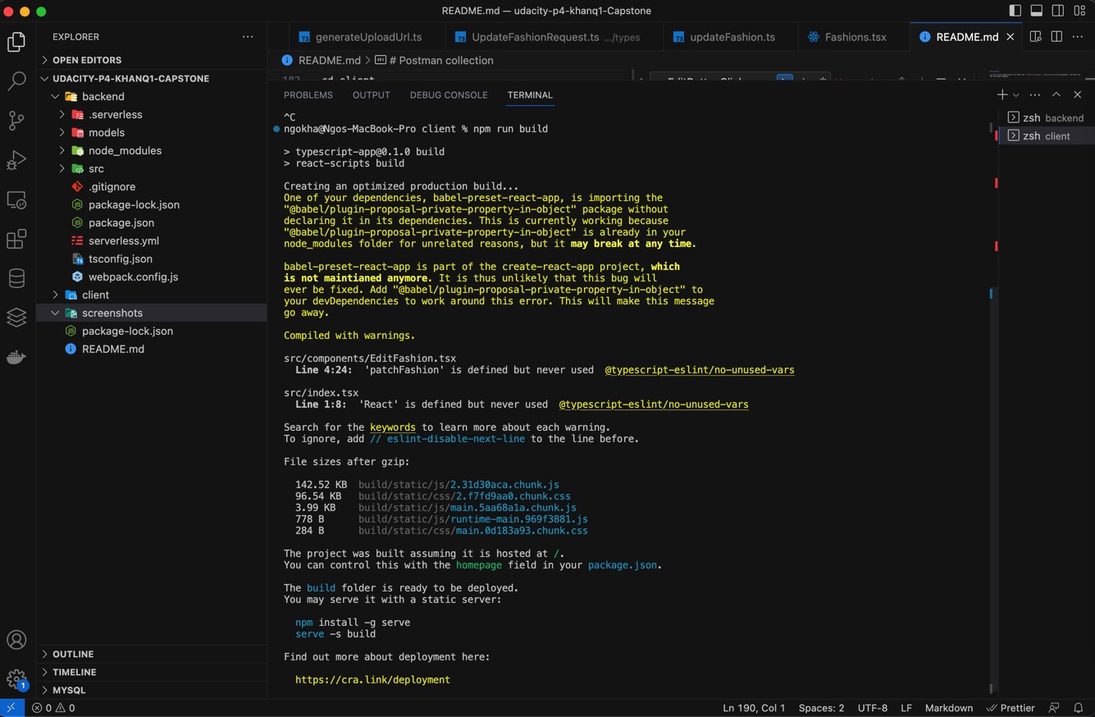 README.md — udacity-p4-khanq1-Capstone
EXPLORER
OPEN EDITORS
UDACITY-P4-KHANQ1-CAPSTONE
backend
.serverless
models
node_modules
src
.gitignore
package-lock.json
package.json
serverless.yml
tsconfig.json
webpack.config.js
client
screenshots
package-lock.json
README.md
OUTLINE
TIMELINE
MYSQL
generateUploadUrl.ts
UpdateFashionRequest.ts .../types
updateFashion.ts
Fashions.tsx
README.md
README.md > # Postman collection
PROBLEMS OUTPUT DEBUG CONSOLE TERMINAL
zsh backend
zsh client
^C
ngokha@Ngos-MacBook-Pro client % npm run build
> typescript-app@0.1.0 build
> react-scripts build
Creating an optimized production build...
One of your dependencies, babel-preset-react-app, is importing the
"@babel/plugin-proposal-private-property-in-object" package without
declaring it in its dependencies. This is currently working because
"@babel/plugin-proposal-private-property-in-object" is already in your
node_modules folder for unrelated reasons, but it may break at any time.
babel-preset-react-app is part of the create-react-app project, which
is not maintianed anymore. It is thus unlikely that this bug will
ever be fixed. Add "@babel/plugin-proposal-private-property-in-object" to
your devDependencies to work around this error. This will make this message
go away.
Compiled with warnings.
src/components/EditFashion.tsx
Line 4:24: 'patchFashion' is defined but never used @typescript-eslint/no-unused-vars
src/index.tsx
Line 1:8: 'React' is defined but never used @typescript-eslint/no-unused-vars
Search for the keywords to learn more about each warning.
To ignore, add // eslint-disable-next-line to the line before.
File sizes after gzip:
142.52 KB build/static/js/2.31d30aca.chunk.js
96.54 KB build/static/css/2.f7fd9aa0.chunk.css
3.99 KB build/static/js/main.5aa68a1a.chunk.js
778 B build/static/js/runtime-main.969f3881.js
284 B build/static/css/main.0d183a93.chunk.css
The project was built assuming it is hosted at /.
You can control this with the homepage field in your package.json.
The build folder is ready to be deployed.
You may serve it with a static server:
npm install -g serve
serve -s build
Find out more about deployment here:
https://cra.link/deployment
1
0 0
Ln 190, Col 1 Spaces: 2 UTF-8 LF Markdown Prettier